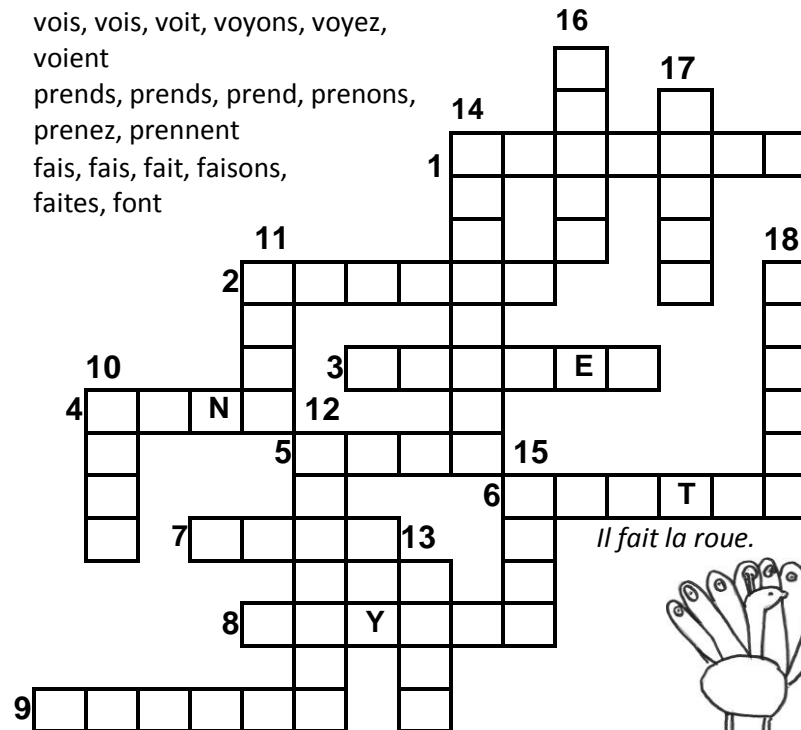 vois, vois, voit, voyons, voyez,
voient
prends, prends, prend, prenons,
prenez, prennent
fais, fais, fait, faisons,
faites, font
16
17
14
1
11
18
2
10
3
E
4
N
12
5
15
6
T
7
13
Il fait la roue.
8
Y
9